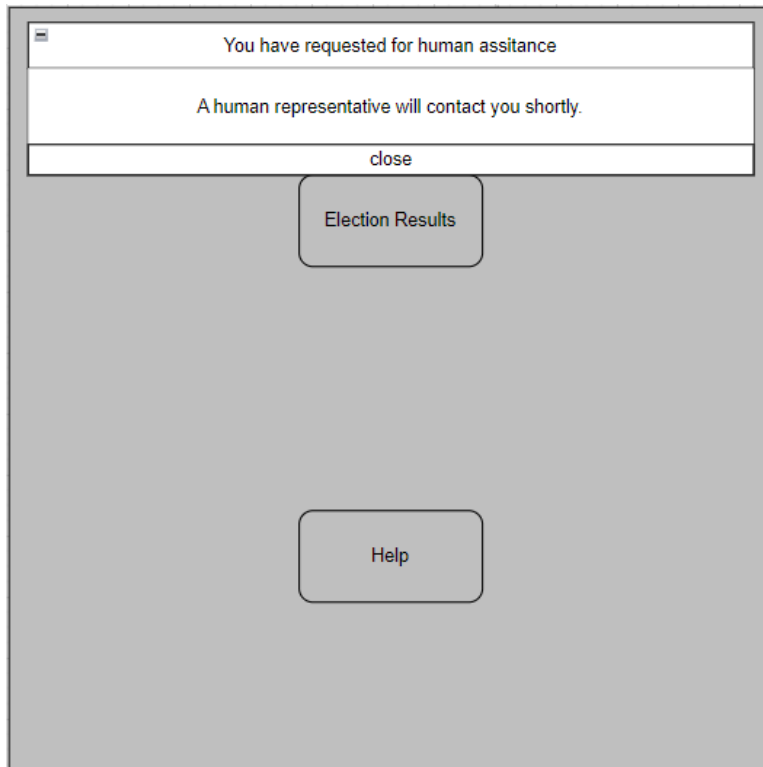 You have requested for human assitance
A human representative will contact you shortly.
close
Election Results
Help